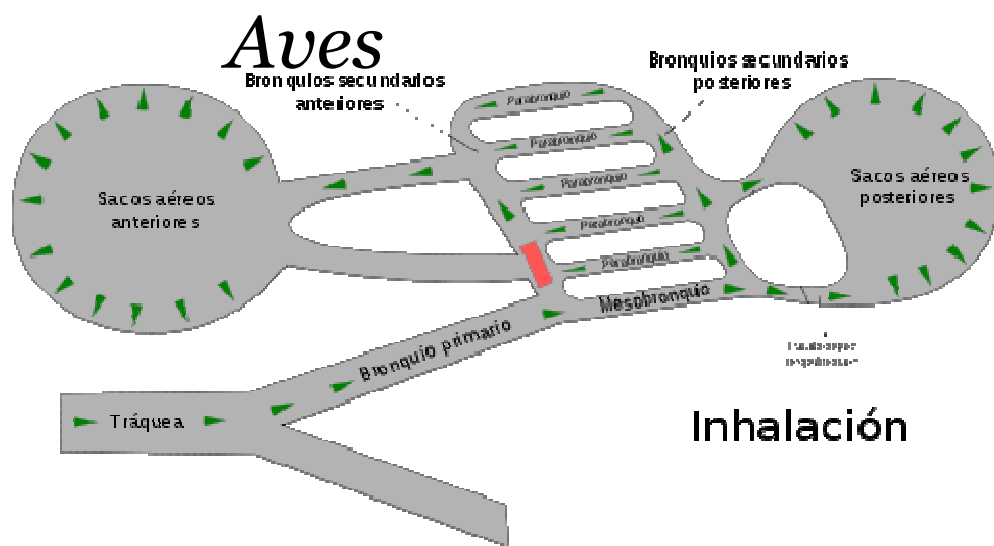 Aves
Bronquios secundarios
anteriores
Bronquios secundarios
posteriores
Parabronquio
Parabronquio
Parabronquio
Parabronquio
Parabronquio
Sacos aéreos
anteriores
Sacos aéreos
posteriores
Mesobronquio
Bronquio primario
Tráquea
Inhalación